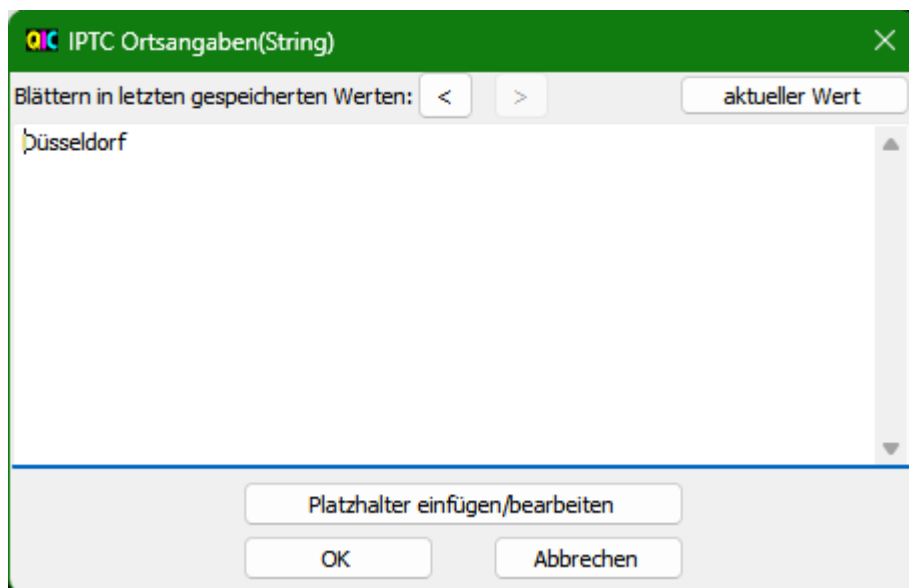 QIC IPTC Ortsangaben(String)
Blättern in letzten gespeicherten Werten: < > aktueller Wert
Düsseldorf
Platzhalter einfügen/bearbeiten
OK Abbrechen